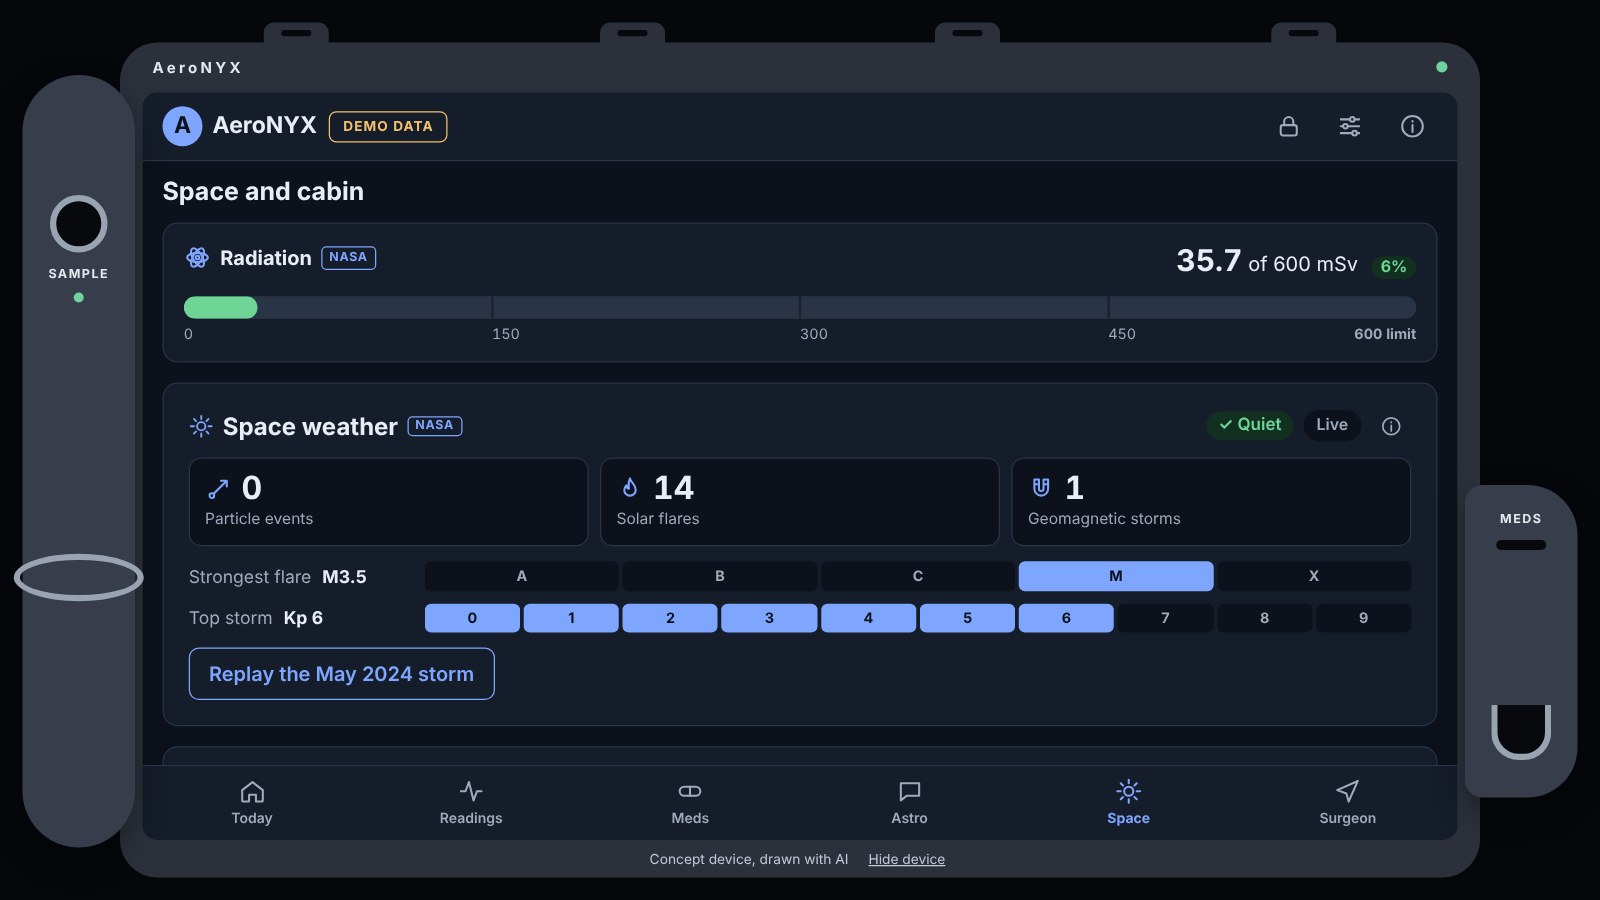 AeroNYX
A AeroNYX DEMO DATA
Space and cabin
SAMPLE
Radiation NASA 35.7 of 600 mSv 6%
0 150 300 450 600 limit
Space weather NASA Quiet Live
0 14 1
Particle events Solar flares Geomagnetic storms
Strongest flare M3.5 A B C M X
Top storm Kp 6 0 1 2 3 4 5 6 7 8 9
Replay the May 2024 storm
MEDS
Today Readings Meds Astro Space Surgeon
Concept device, drawn with AI Hide device